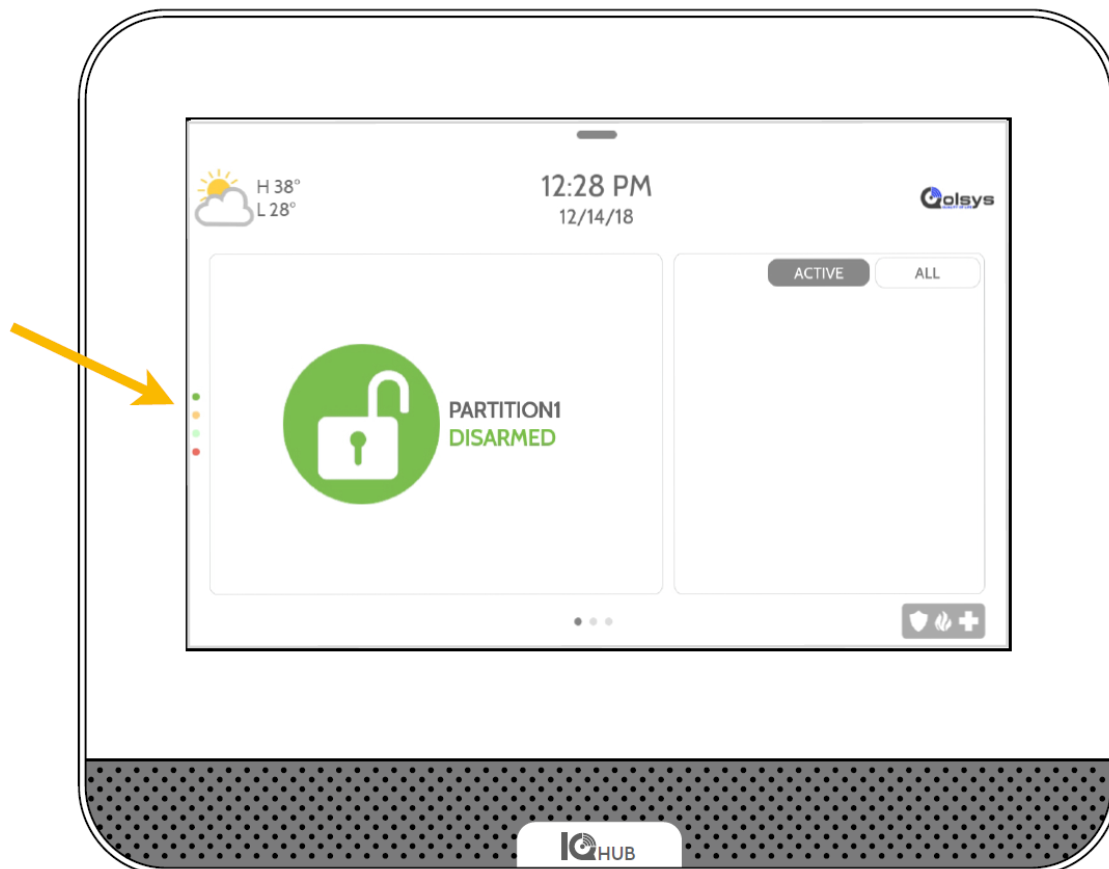 H 38°
L 28°
12:28 PM
12/14/18
Qolsys
ACTIVE
ALL
PARTITION1
DISARMED
IQ HUB